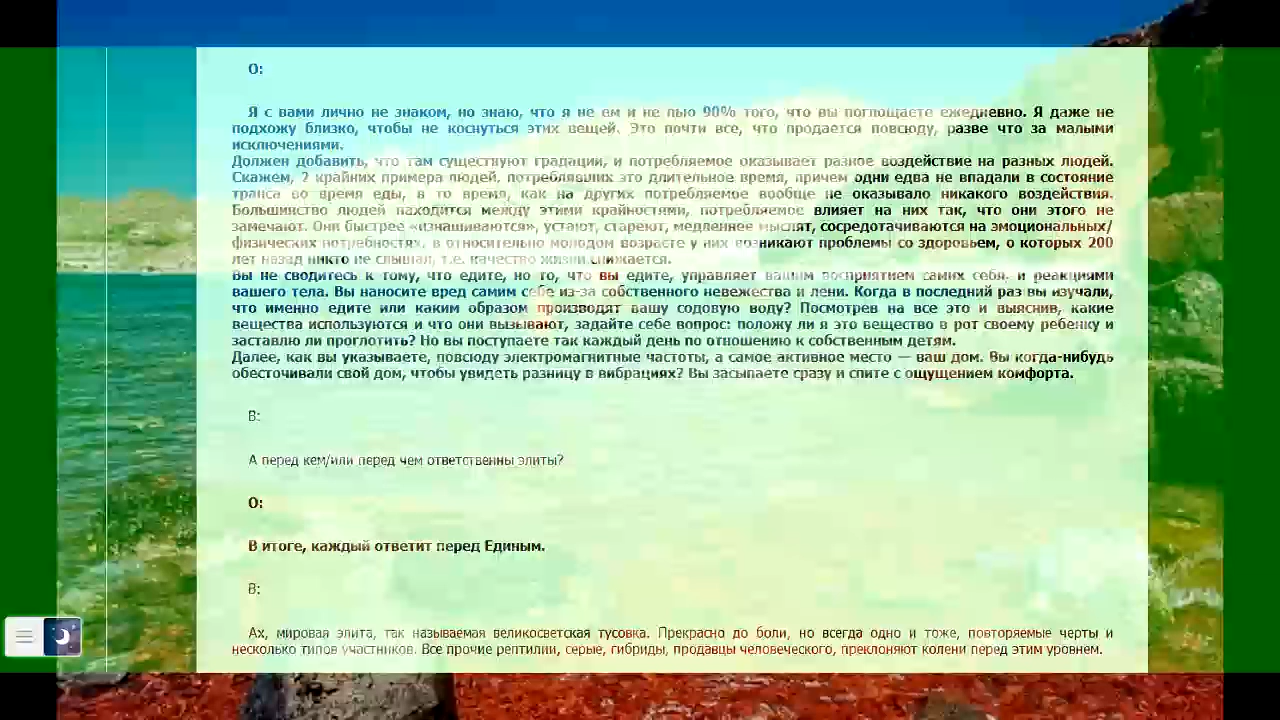 О:
Я с вами лично не знаком, но знаю, что я не ем и не пью 90% того, что вы поглощаете ежедневно. Я даже не
подхожу близко, чтобы не коснуться этих вещей. Это почти все, что продается повсюду, разве что за малыми
исключениями.
Должен добавить, что там существуют градации, и потребляемое оказывает разное воздействие на разных людей.
Скажем, 2 крайних примера людей, потреблявших это длительное время, причем одни едва не впадали в состояние
транса во время еды, в то время, как на других потребляемое вообще не оказывало никакого воздействия.
Большинство людей находится между этими крайностями, потребляемое влияет на них так, что они этого не
замечают. Они быстрее «изнашиваются», устают, стареют, медленнее мыслят, сосредотачиваются на эмоциональных/
физических потребностях, в относительно молодом возрасте у них возникают проблемы со здоровьем, о которых 200
лет назад никто не слышал, т.е. качество жизни снижается.
Вы не сводитесь к тому, что едите, но то, что вы едите, управляет вашим восприятием самих себя, и реакциями
вашего тела. Вы наносите вред самим себе из-за собственного невежества и лени. Когда в последний раз вы изучали,
что именно едите или каким образом производят вашу содовую воду? Посмотрев на все это и выяснив, какие
вещества используются и что они вызывают, задайте себе вопрос: положу ли я это вещество в рот своему ребенку и
заставлю ли проглотить? Но вы поступаете так каждый день по отношению к собственным детям.
Далее, как вы указываете, повсюду электромагнитные частоты, а самое активное место — ваш дом. Вы когда-нибудь
обесточивали свой дом, чтобы увидеть разницу в вибрациях? Вы засыпаете сразу и спите с ощущением комфорта.
В:
А перед кем/или перед чем ответственны элиты?
О:
В итоге, каждый ответит перед Единым.
В:
Ах, мировая элита, так называемая великосветская тусовка. Прекрасно до боли, но всегда одно и тоже, повторяемые черты и
несколько типов участников. Все прочие рептилии, серые, гибриды, продавцы человеческого, преклоняют колени перед этим уровнем.